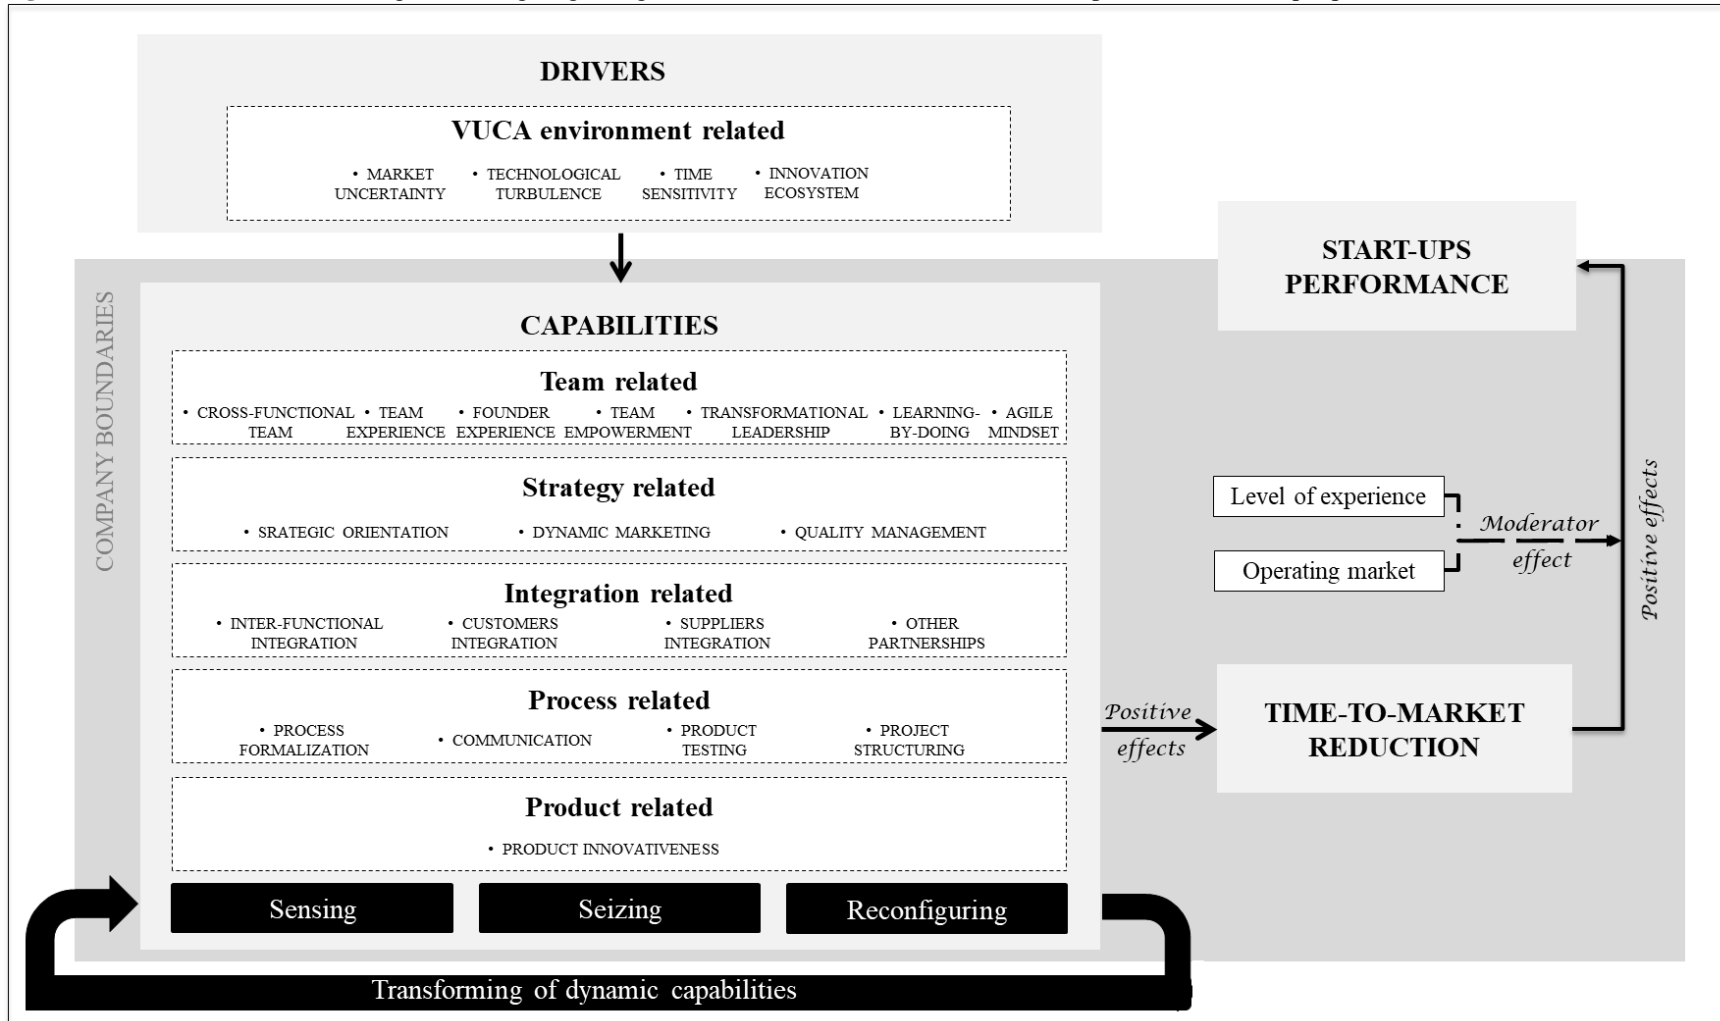 DRIVERS
VUCA environment related
• MARKET UNCERTAINTY
• TECHNOLOGICAL TURBULENCE
• TIME SENSITIVITY
• INNOVATION ECOSYSTEM
COMPANY BOUNDARIES
CAPABILITIES
Team related
• CROSS-FUNCTIONAL TEAM
• TEAM EXPERIENCE
• FOUNDER EXPERIENCE
• TEAM EMPOWERMENT
• TRANSFORMATIONAL LEADERSHIP
• LEARNING-BY-DOING
• AGILE MINDSET
Strategy related
• SRATEGIC ORIENTATION
• DYNAMIC MARKETING
• QUALITY MANAGEMENT
Integration related
• INTER-FUNCTIONAL INTEGRATION
• CUSTOMERS INTEGRATION
• SUPPLIERS INTEGRATION
• OTHER PARTNERSHIPS
Process related
• PROCESS FORMALIZATION
• COMMUNICATION
• PRODUCT TESTING
• PROJECT STRUCTURING
Product related
• PRODUCT INNOVATIVENESS
Sensing
Seizing
Reconfiguring
Transforming of dynamic capabilities
Positive effects
TIME-TO-MARKET
REDUCTION
Level of experience
Operating market
Moderator
effect
Positive effects
START-UPS
PERFORMANCE